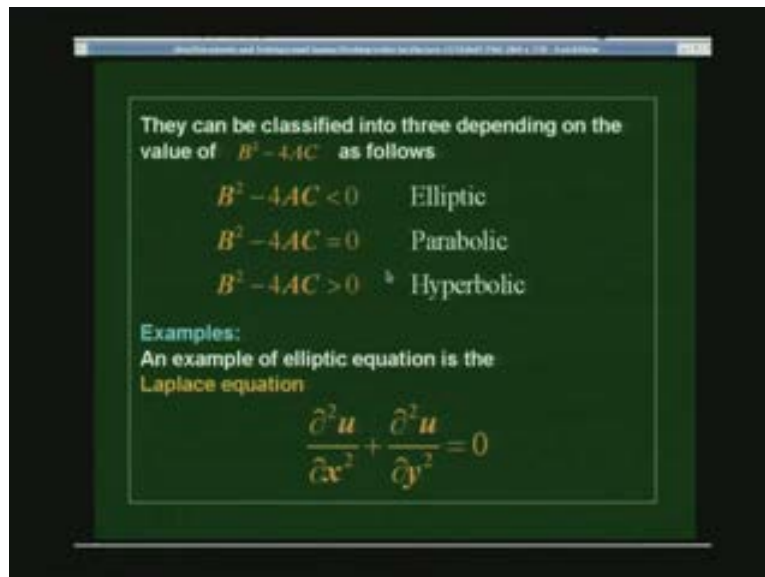 They can be classified into three depending on the
value of B² – 4AC as follows
B² – 4AC < 0 Elliptic
B² – 4AC = 0 Parabolic
B² – 4AC > 0 Hyperbolic
Examples:
An example of elliptic equation is the
Laplace equation
∂²u/∂x² + ∂²u/∂y² = 0